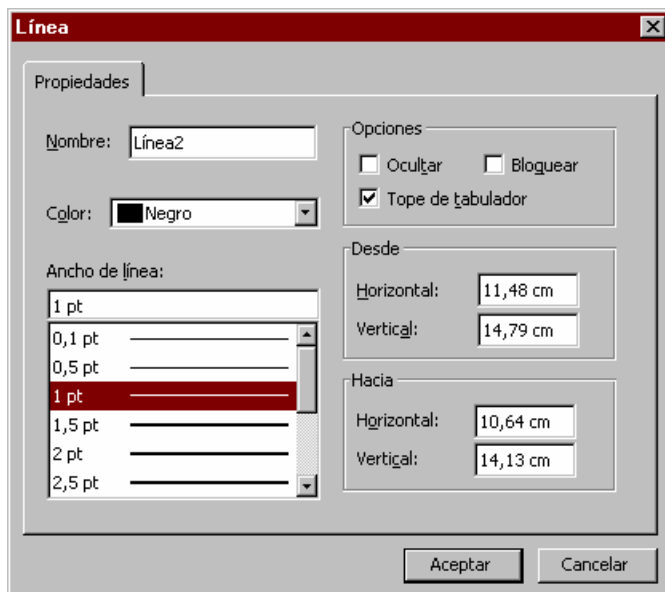 Línea
Propiedades
Nombre: Línea2
Color: Negro
Ancho de línea:
1 pt
0,1 pt
0,5 pt
1 pt
1,5 pt
2 pt
2,5 pt
Opciones
Ocultar Bloquear
Tope de tabulador
Desde
Horizontal: 11,48 cm
Vertical: 14,79 cm
Hacia
Horizontal: 10,64 cm
Vertical: 14,13 cm
Aceptar Cancelar